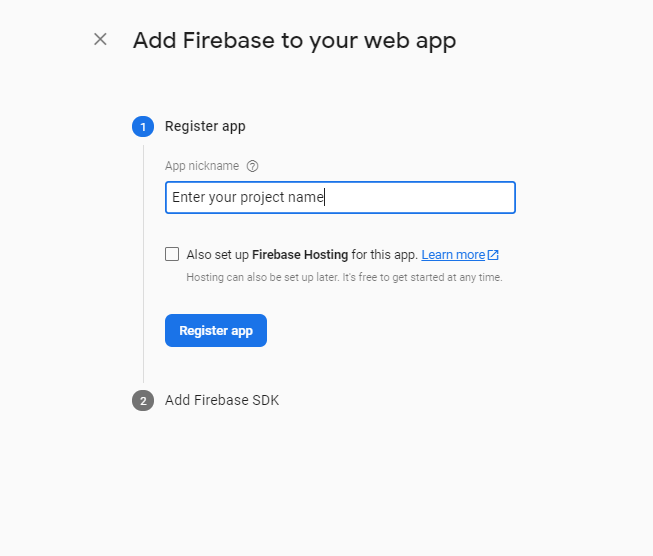 Add Firebase to your web app
1 Register app
App nickname ?
Enter your project name
Also set up Firebase Hosting for this app. Learn more
Hosting can also be set up later. It's free to get started at any time.
Register app
2 Add Firebase SDK